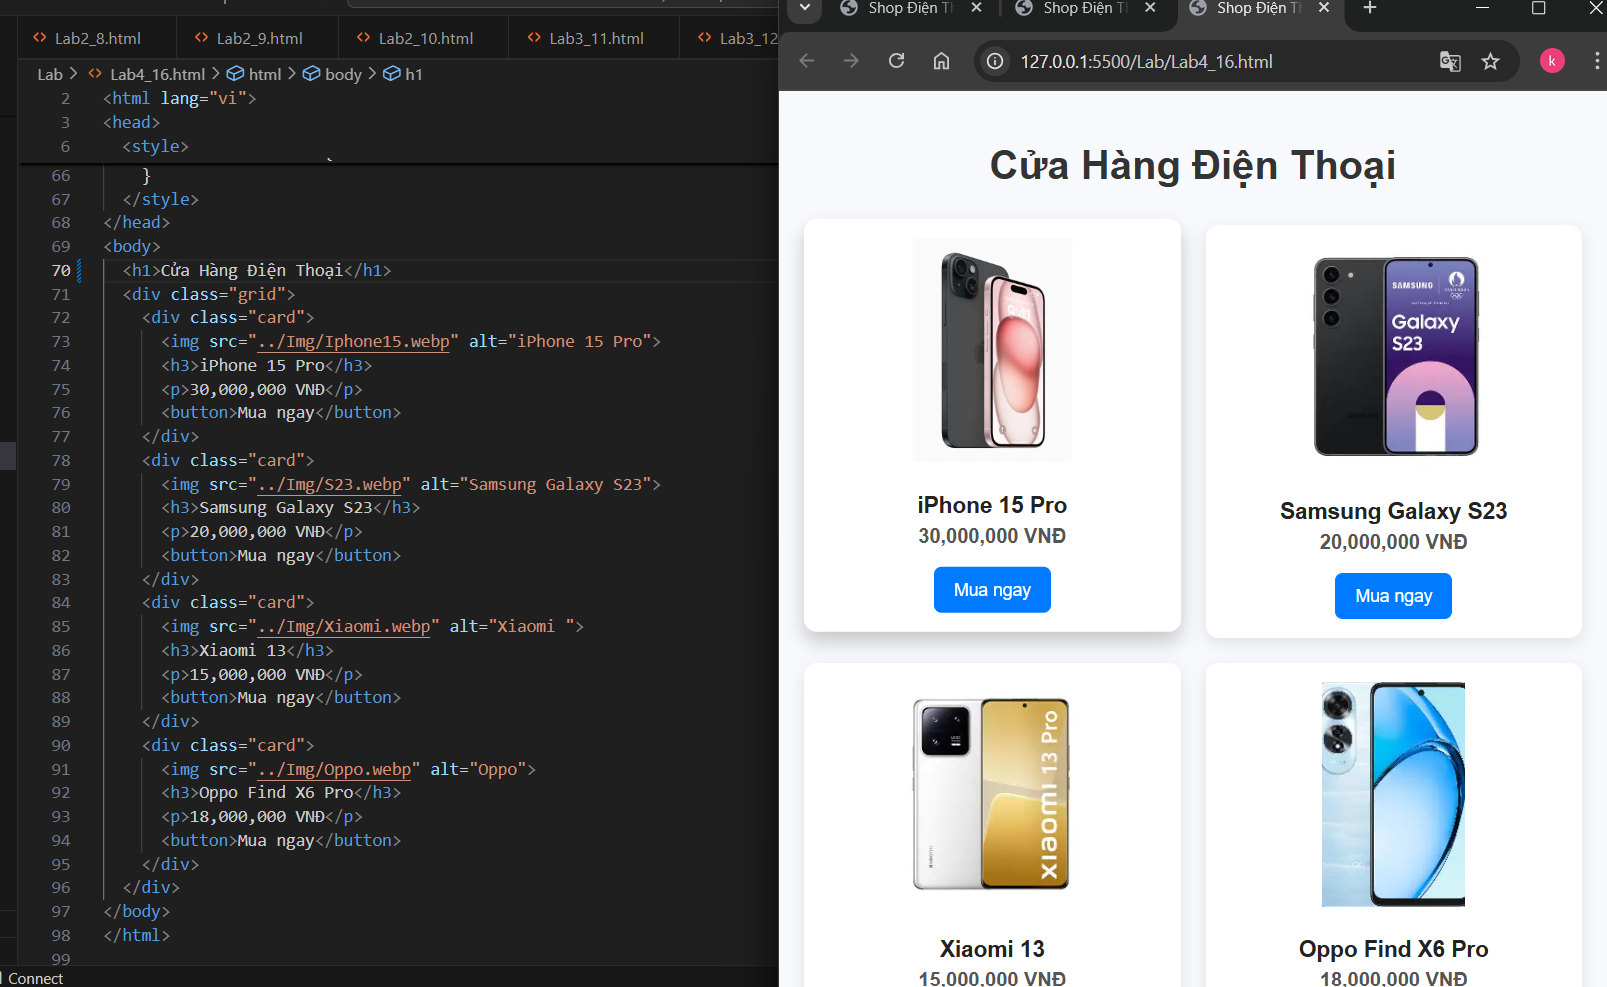 Lab2_8.html
Lab2_9.html
Lab2_10.html
Lab3_11.html
Lab3_12
Lab > Lab4_16.html > html > body > h1
2 <html lang="vi">
3 <head>
6 <style>
66 }
67 </style>
68 </head>
69 <body>
70 <h1>Cửa Hàng Điện Thoại</h1>
71 <div class="grid">
72 <div class="card">
73 <img src="../Img/Iphone15.webp" alt="iPhone 15 Pro">
74 <h3>iPhone 15 Pro</h3>
75 <p>30,000,000 VNĐ</p>
76 <button>Mua ngay</button>
77 </div>
78 <div class="card">
79 <img src="../Img/S23.webp" alt="Samsung Galaxy S23">
80 <h3>Samsung Galaxy S23</h3>
81 <p>20,000,000 VNĐ</p>
82 <button>Mua ngay</button>
83 </div>
84 <div class="card">
85 <img src="../Img/Xiaomi.webp" alt="Xiaomi ">
86 <h3>Xiaomi 13</h3>
87 <p>15,000,000 VNĐ</p>
88 <button>Mua ngay</button>
89 </div>
90 <div class="card">
91 <img src="../Img/Oppo.webp" alt="Oppo">
92 <h3>Oppo Find X6 Pro</h3>
93 <p>18,000,000 VNĐ</p>
94 <button>Mua ngay</button>
95 </div>
96 </div>
97 </body>
98 </html>
99
Connect
Shop Điện T
Shop Điện T
Shop Điện T
127.0.0.1:5500/Lab/Lab4_16.html
k
Cửa Hàng Điện Thoại
9:41
iPhone 15 Pro
30,000,000 VNĐ
Mua ngay
SAMSUNG
Galaxy
S23
Samsung Galaxy S23
20,000,000 VNĐ
Mua ngay
Xiaomi 13 Pro
Xiaomi 13
15,000,000 VNĐ
Oppo Find X6 Pro
18,000,000 VNĐ